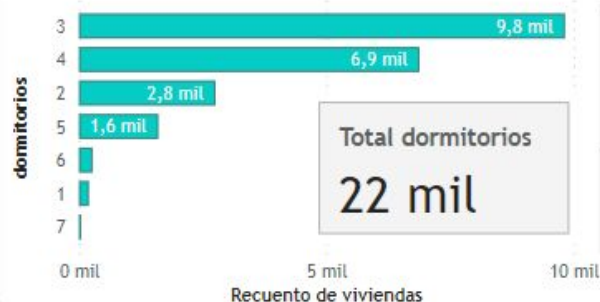 3 9,8 mil
4 6,9 mil
2 2,8 mil
5 1,6 mil
6
1
7
dormitorios
Total dormitorios
22 mil
0 mil 5 mil 10 mil
Recuento de viviendas